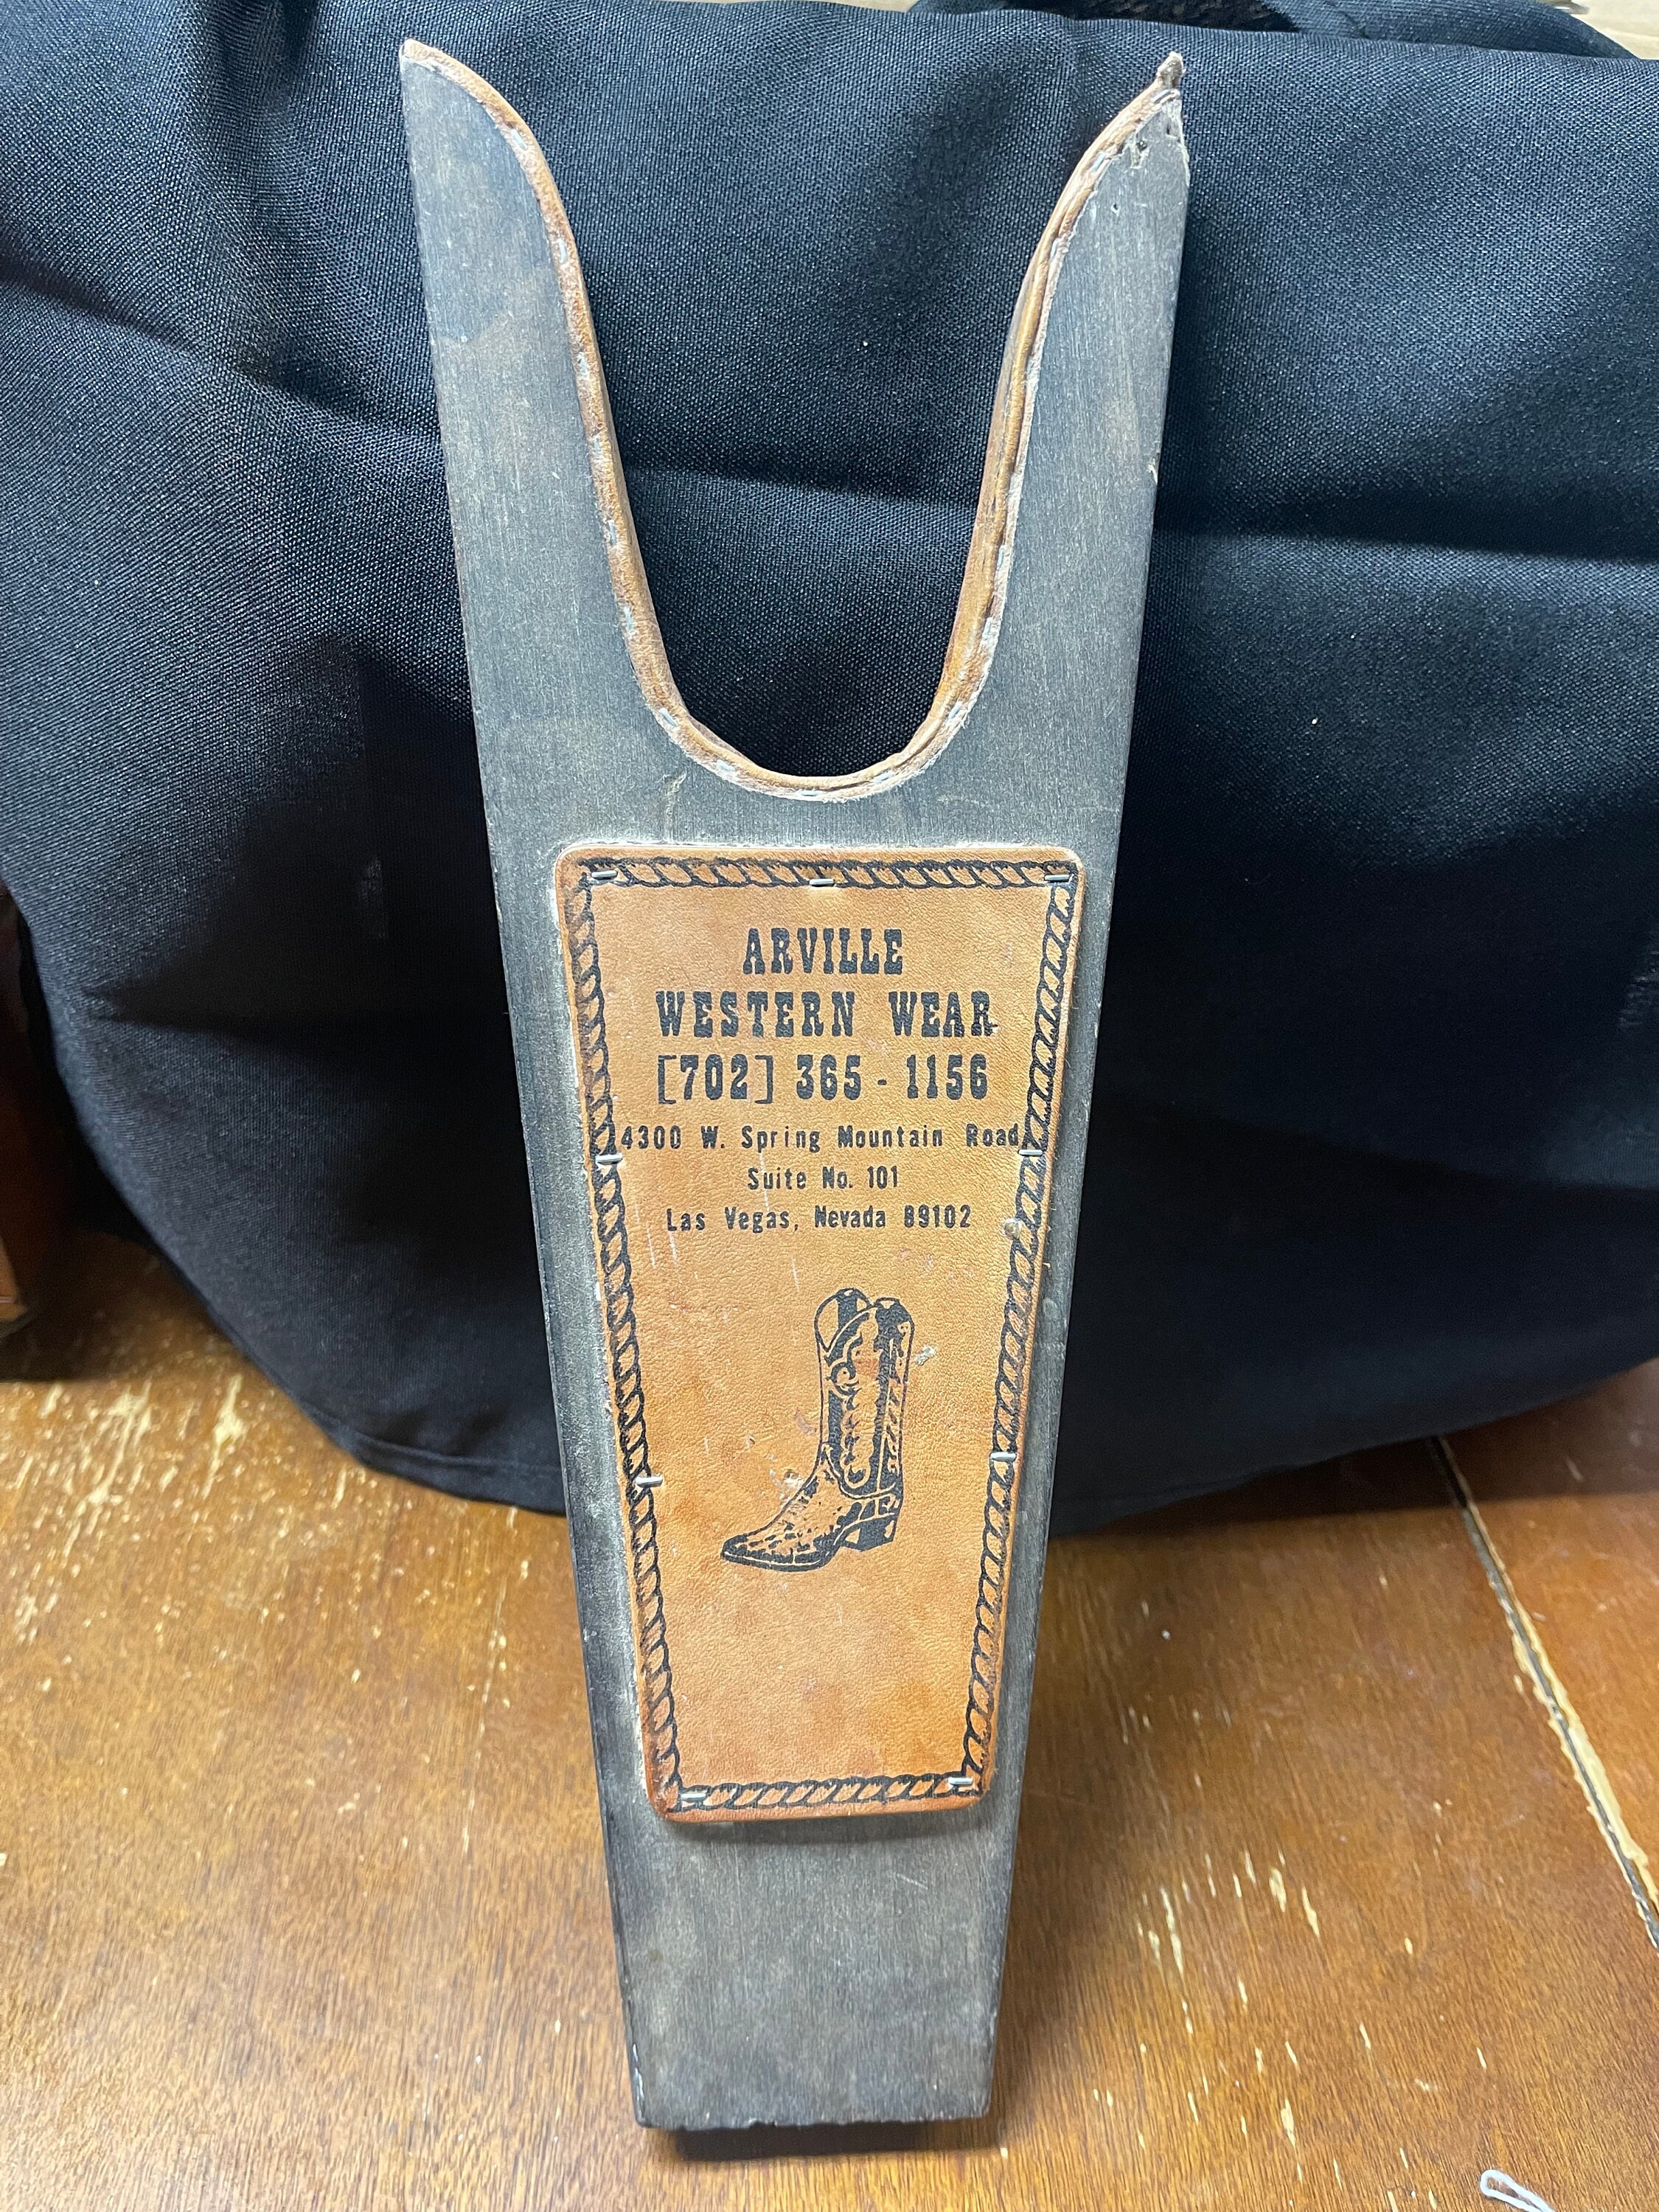 ARVILLE
WESTERN WEAR
[702] 365-1156
4300 W. Spring Mountain Road
Suite No. 101
Las Vegas, Nevada 89102